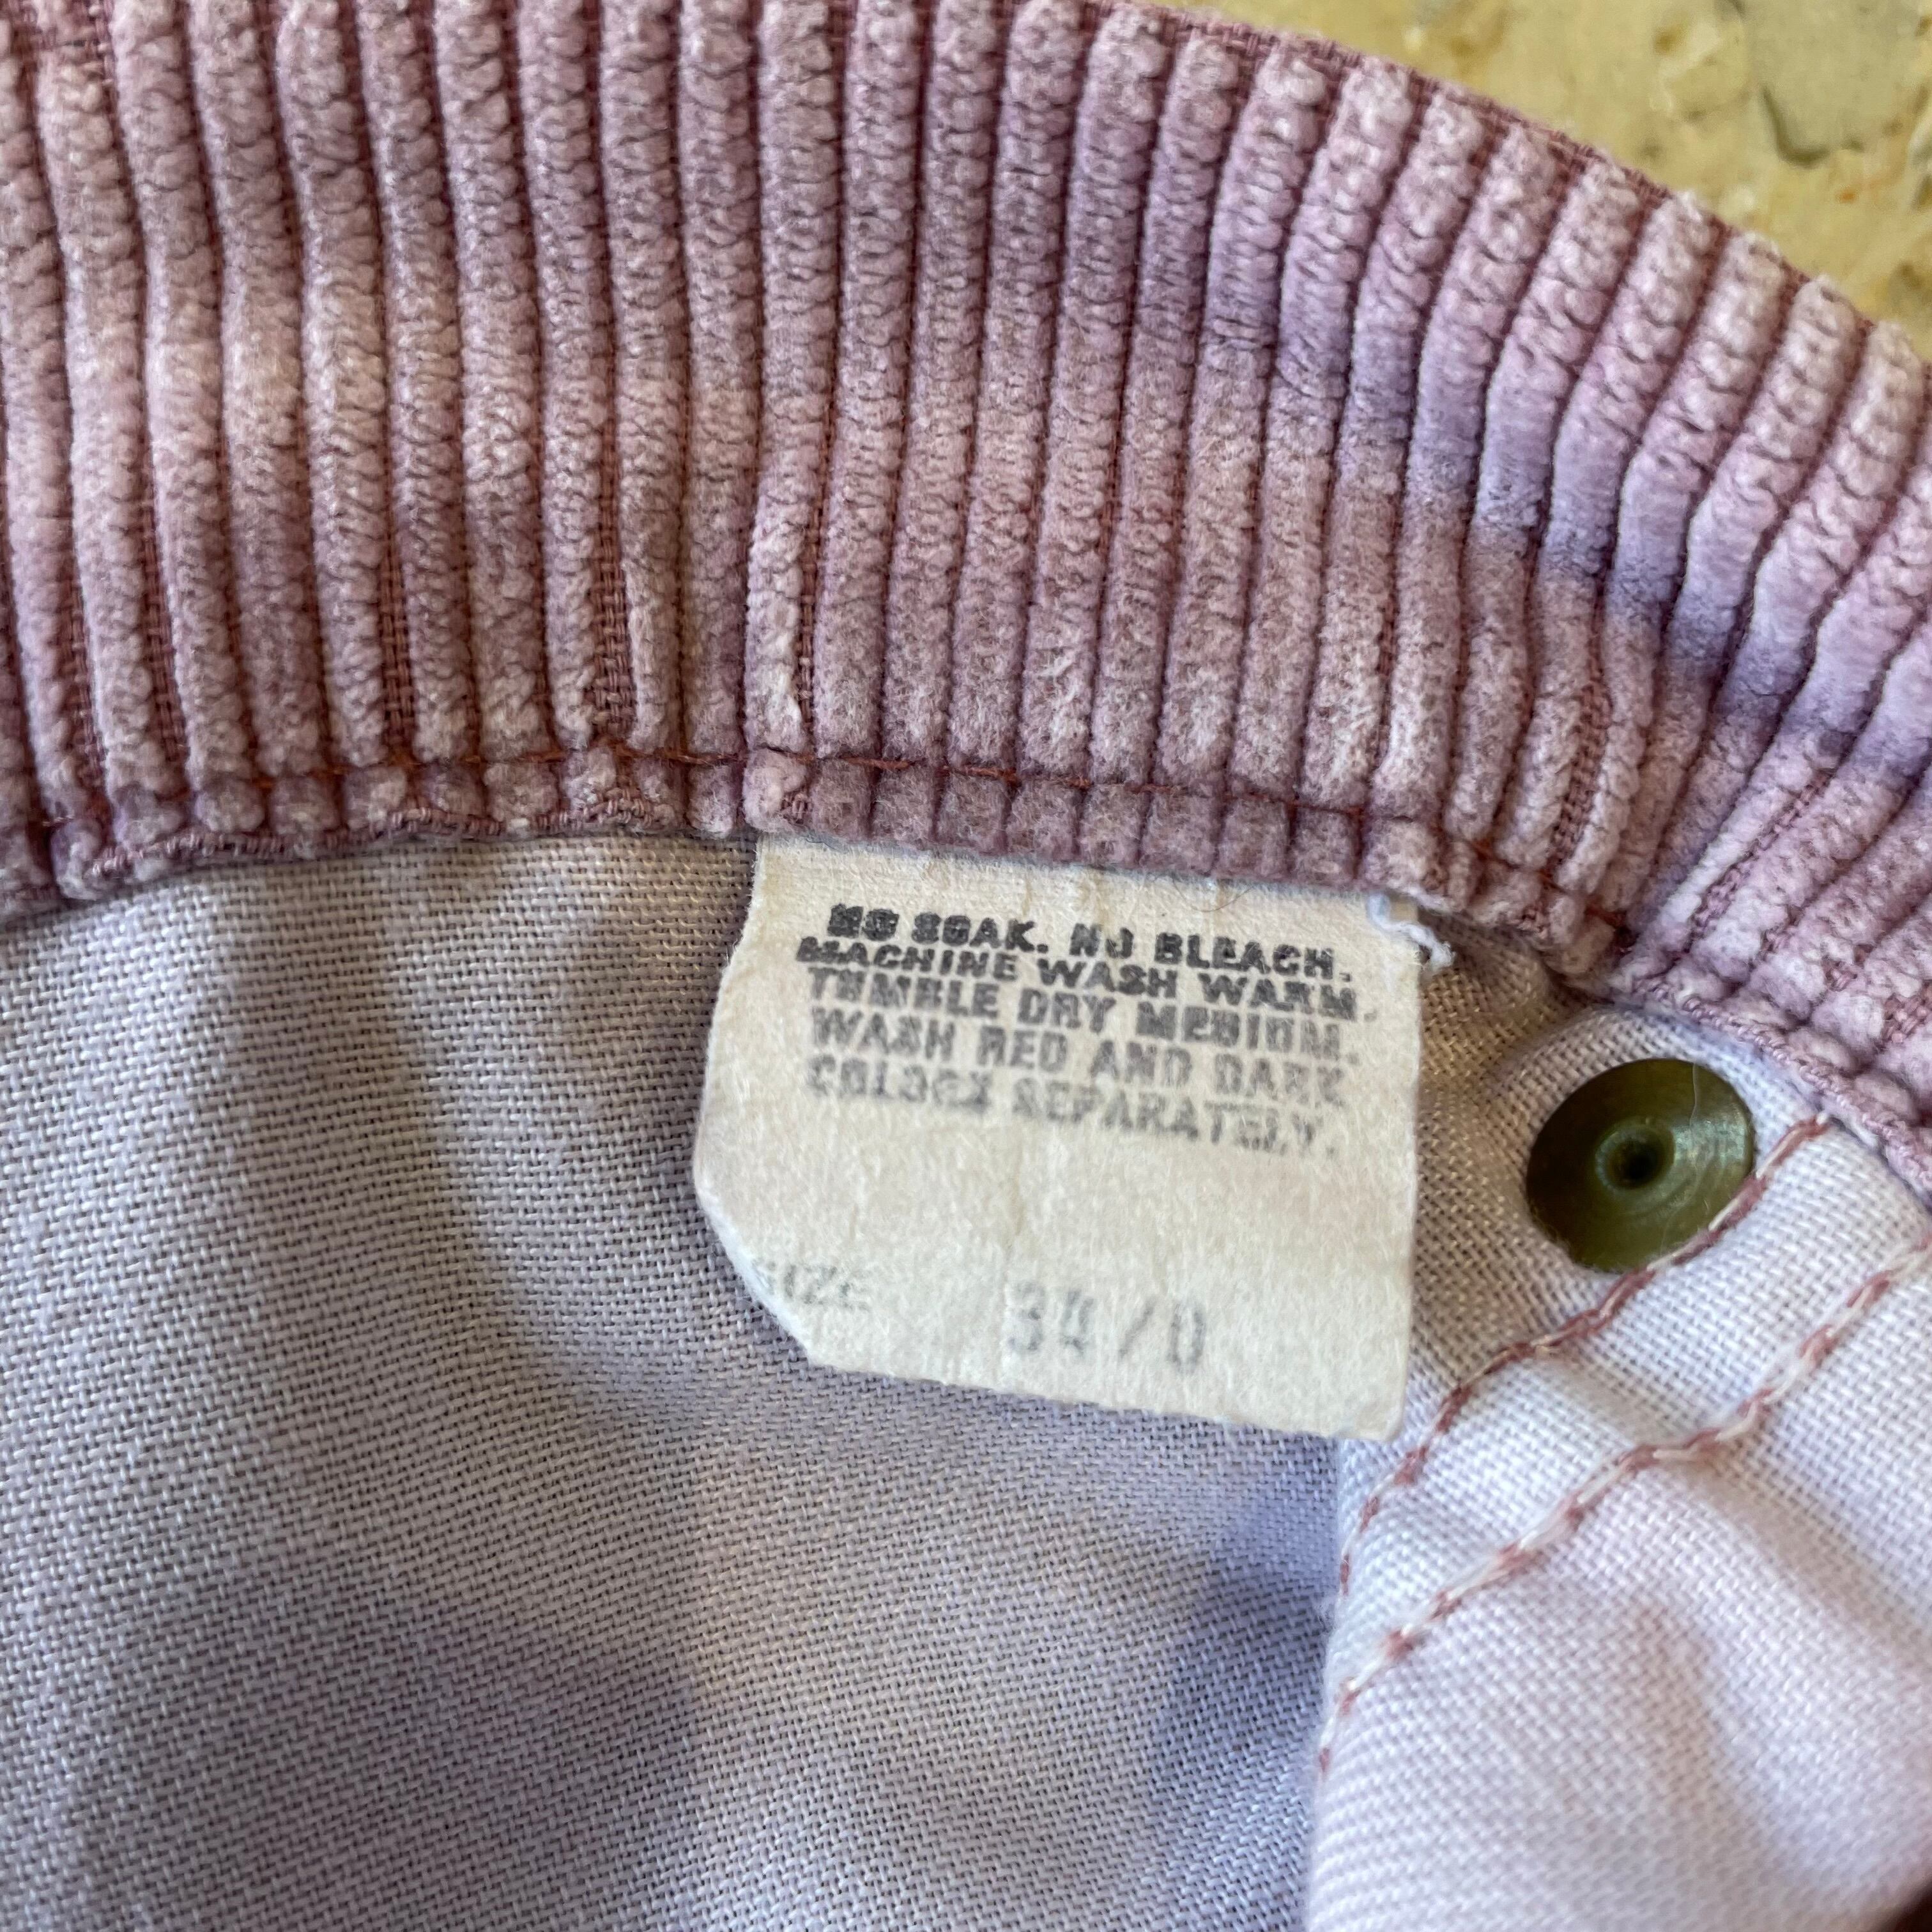 NO SOAK. NO BLEACH.
MACHINE WASH WARM.
TUMBLE DRY MEDIUM.
WASH RED AND DARK
COLORS SEPARATELY.
SIZE 34/0